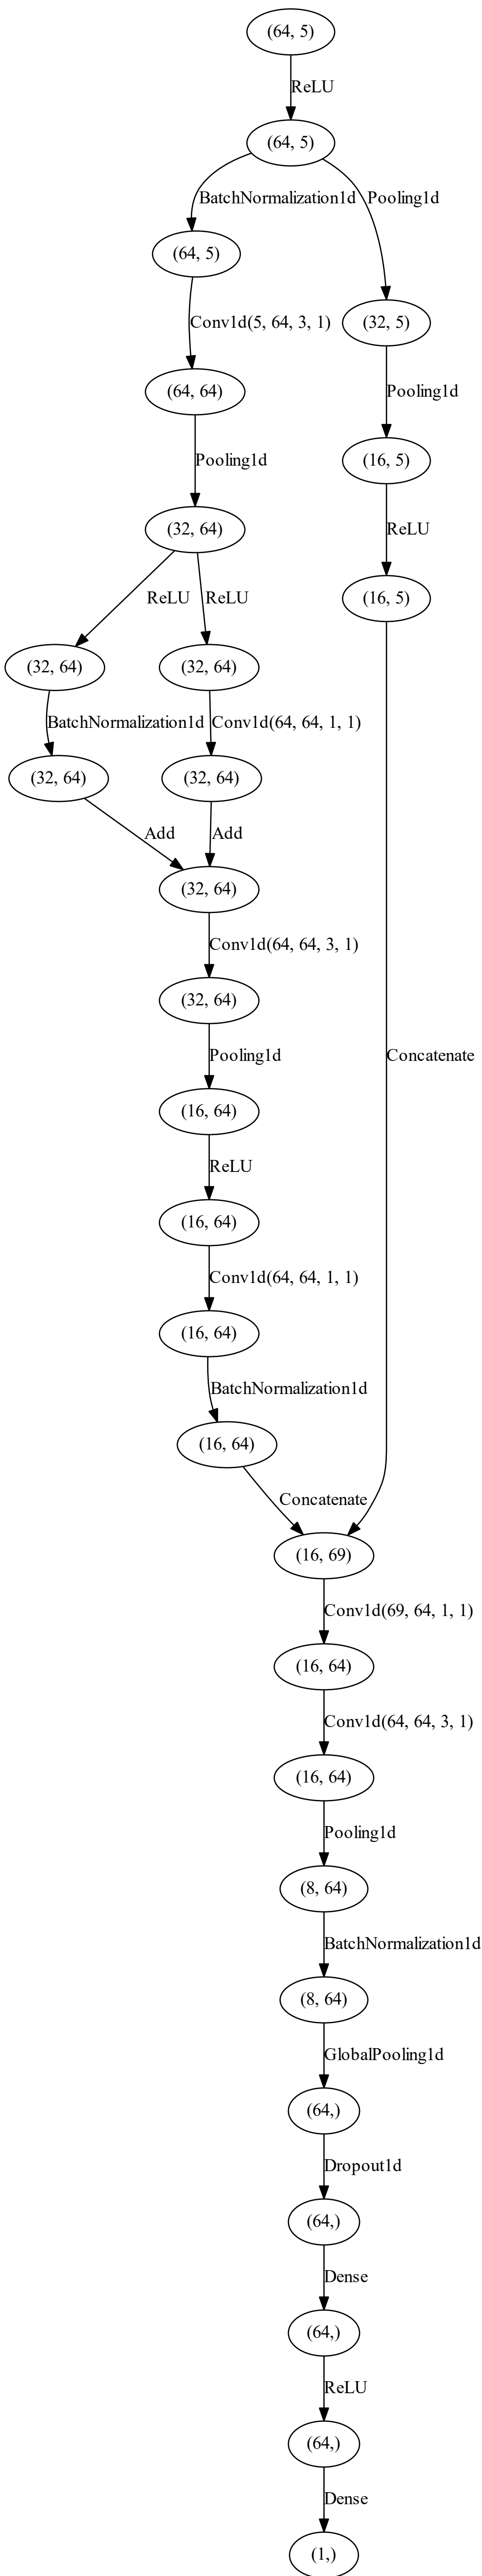 (64, 5)
ReLU
(64, 5)
BatchNormalization1d
Pooling1d
(64, 5)
Conv1d(5, 64, 3, 1)
(32, 5)
(64, 64)
Pooling1d
Pooling1d
(16, 5)
(32, 64)
ReLU
ReLU
ReLU
(16, 5)
(32, 64)
(32, 64)
BatchNormalization1d
Conv1d(64, 64, 1, 1)
(32, 64)
(32, 64)
Add
Add
(32, 64)
Conv1d(64, 64, 3, 1)
(32, 64)
Pooling1d
Concatenate
(16, 64)
ReLU
(16, 64)
Conv1d(64, 64, 1, 1)
(16, 64)
BatchNormalization1d
(16, 64)
Concatenate
(16, 69)
Conv1d(69, 64, 1, 1)
(16, 64)
Conv1d(64, 64, 3, 1)
(16, 64)
Pooling1d
(8, 64)
BatchNormalization1d
(8, 64)
GlobalPooling1d
(64,)
Dropout1d
(64,)
Dense
(64,)
ReLU
(64,)
Dense
(1,)